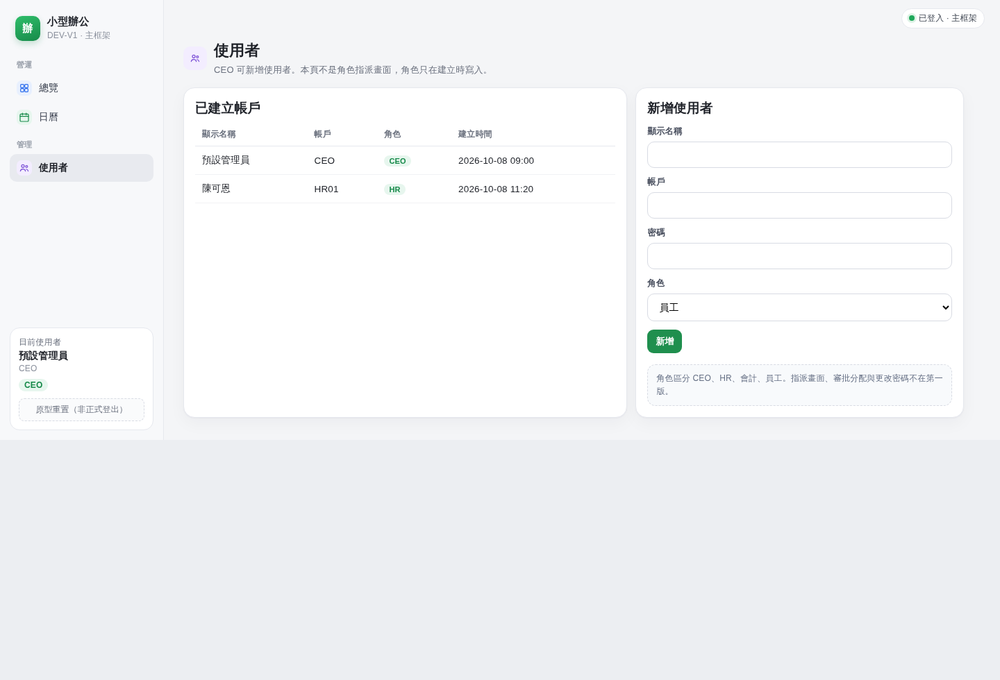 辦
小型辦公
DEV-V1 · 主框架
營運
總覽
日曆
管理
使用者
目前使用者
預設管理員
CEO
CEO
原型重置（非正式登出）
已登入 · 主框架
使用者
CEO 可新增使用者。本頁不是角色指派畫面，角色只在建立時寫入。
已建立帳戶
顯示名稱 帳戶 角色 建立時間
預設管理員 CEO CEO 2026-10-08 09:00
陳可恩 HR01 HR 2026-10-08 11:20
新增使用者
顯示名稱
帳戶
密碼
角色
員工
新增
角色區分 CEO、HR、會計、員工。指派畫面、審批分配與更改密碼不在第一
版。